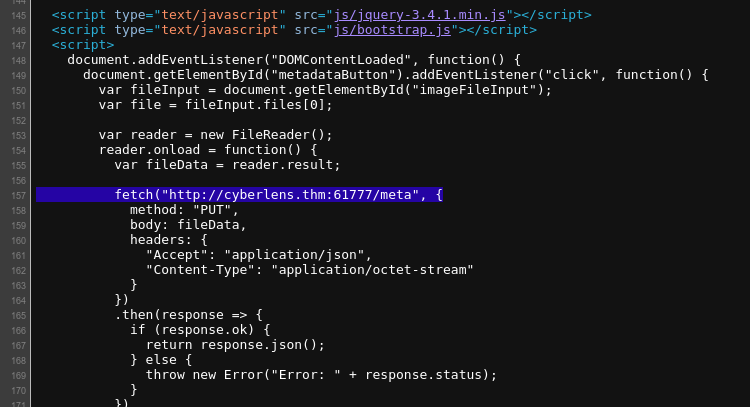 144
145 <script type="text/javascript" src="js/jquery-3.4.1.min.js"></script>
146 <script type="text/javascript" src="js/bootstrap.js"></script>
147 <script>
148 document.addEventListener("DOMContentLoaded", function() {
149 document.getElementById("metadataButton").addEventListener("click", function() {
150 var fileInput = document.getElementById("imageFileInput");
151 var file = fileInput.files[0];
152
153 var reader = new FileReader();
154 reader.onload = function() {
155 var fileData = reader.result;
156
157 fetch("http://cyberlens.thm:61777/meta", {
158 method: "PUT",
159 body: fileData,
160 headers: {
161 "Accept": "application/json",
162 "Content-Type": "application/octet-stream"
163 }
164 })
165 .then(response => {
166 if (response.ok) {
167 return response.json();
168 } else {
169 throw new Error("Error: " + response.status);
170 }
171 })